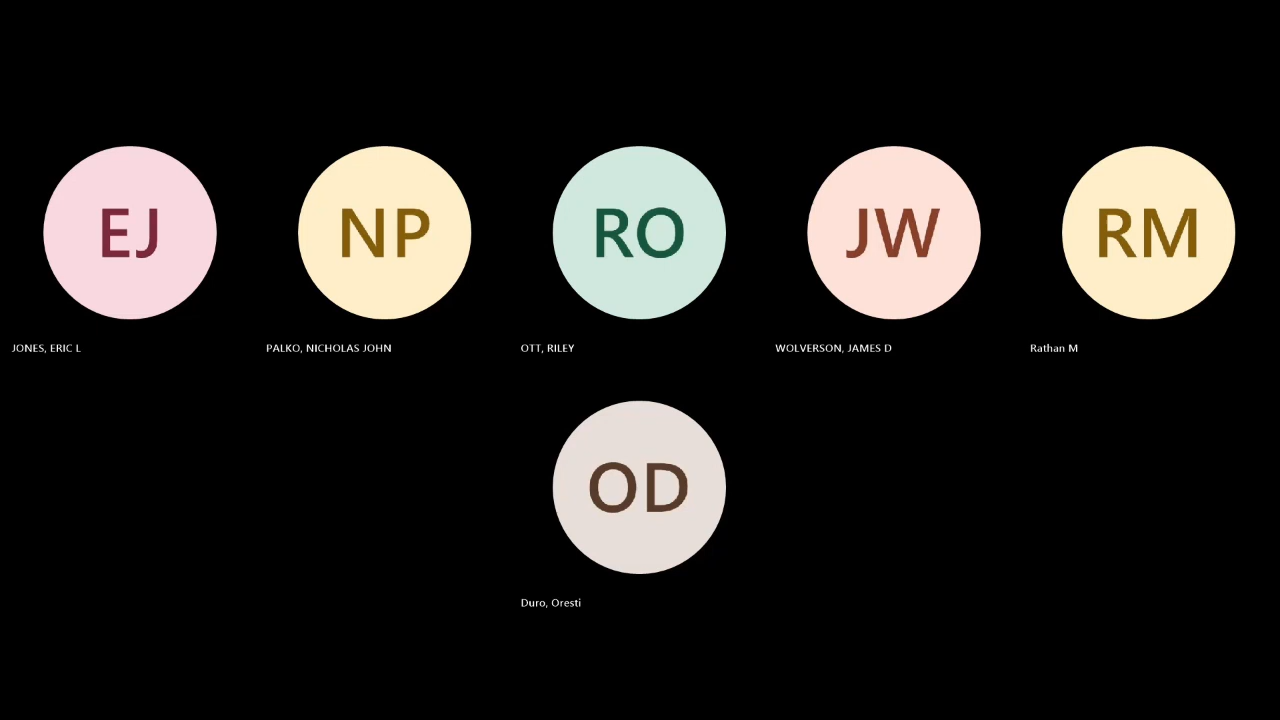 EJ
NP
RO
JW
RM
JONES, ERIC L
PALKO, NICHOLAS JOHN
OTT, RILEY
WOLVERSON, JAMES D
Rathan M
OD
Duro, Oresti